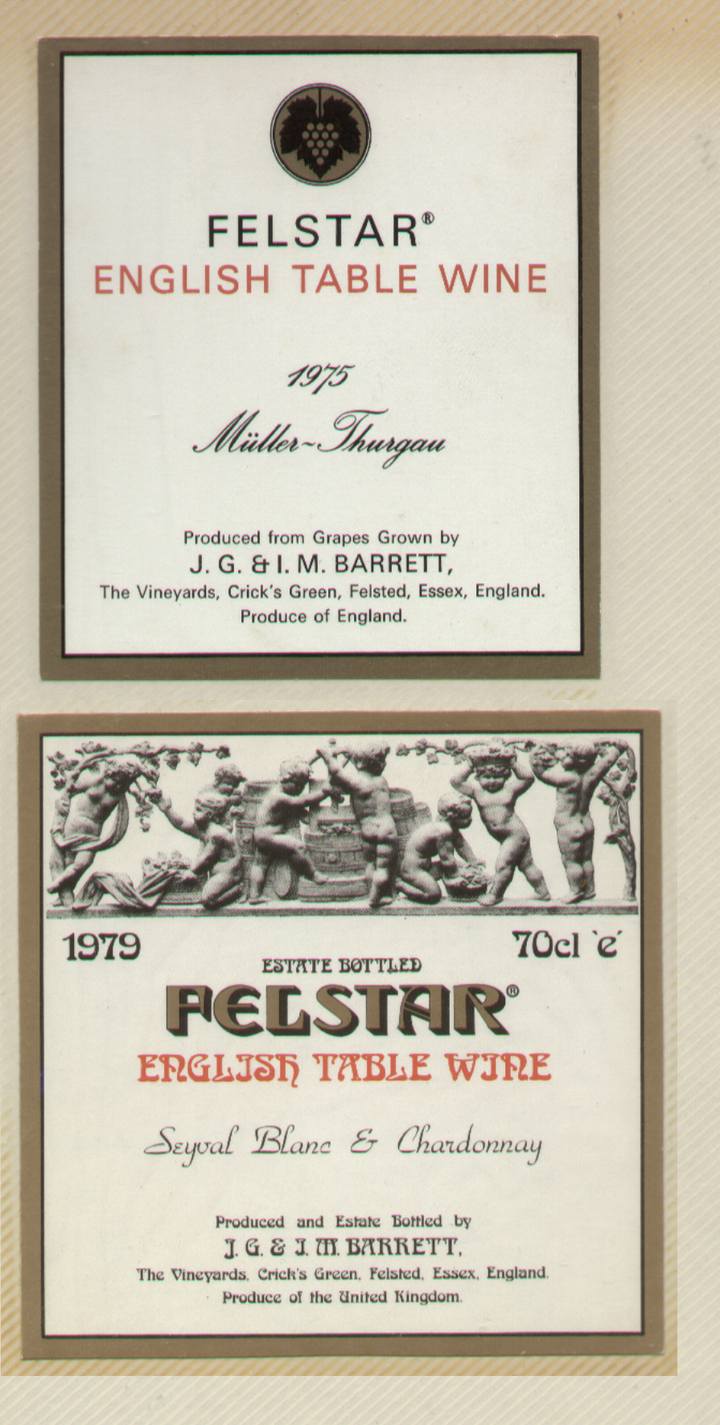 FELSTAR®
ENGLISH TABLE WINE
1975
Müller-Thurgau
Produced from Grapes Grown by
J. G. & I. M. BARRETT,
The Vineyards, Crick's Green, Felsted, Essex, England.
Produce of England.
1979
70cl 'e'
ESTATE BOTTLED
FELSTAR®
ENGLISH TABLE WINE
Seyval Blanc & Chardonnay
Produced and Estate Bottled by
J. G. & I. M. BARRETT,
The Vineyards, Crick's Green, Felsted, Essex, England.
Produce of the United Kingdom.